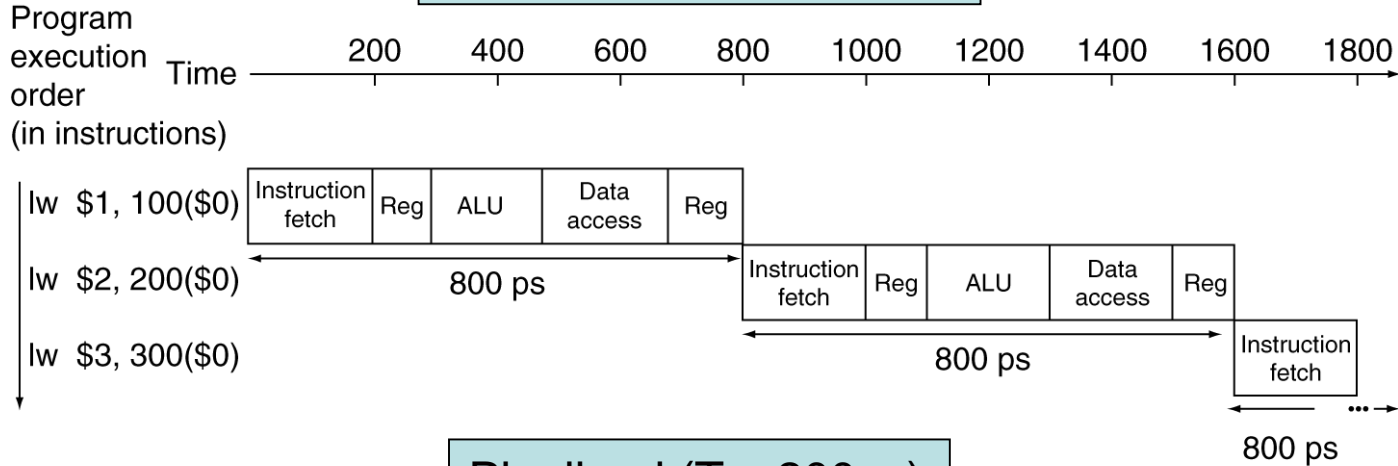 Program
execution
order
(in instructions)
Time
200 400 600 800 1000 1200 1400 1600 1800
lw $1, 100($0)
Instruction
fetch
Reg
ALU
Data
access
Reg
800 ps
lw $2, 200($0)
Instruction
fetch
Reg
ALU
Data
access
Reg
800 ps
lw $3, 300($0)
Instruction
fetch
...
800 ps